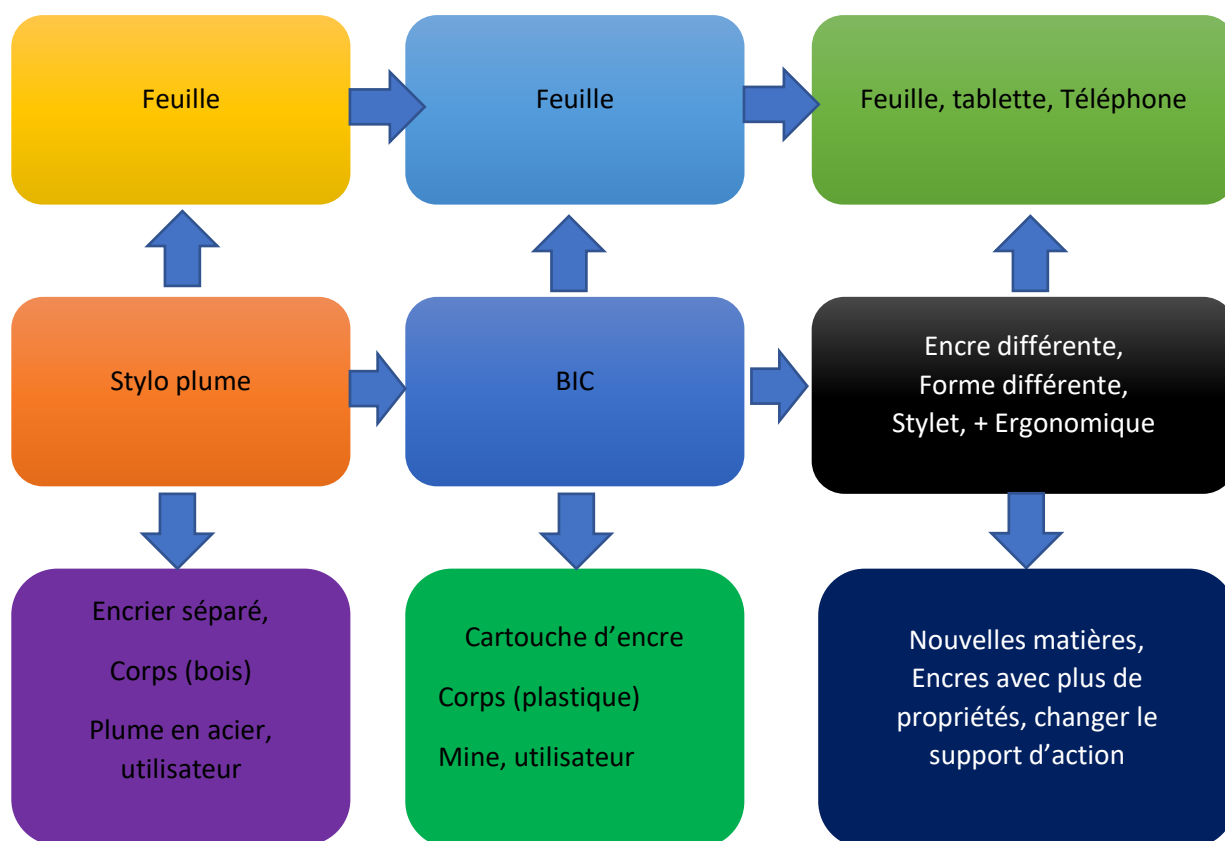 Feuille
Feuille
Feuille, tablette, Téléphone
Stylo plume
BIC
Encre différente,
Forme différente,
Stylet, + Ergonomique
Encrier séparé,
Corps (bois)
Plume en acier,
utilisateur
Cartouche d’encre
Corps (plastique)
Mine, utilisateur
Nouvelles matières,
Encres avec plus de
propriétés, changer le
support d’action